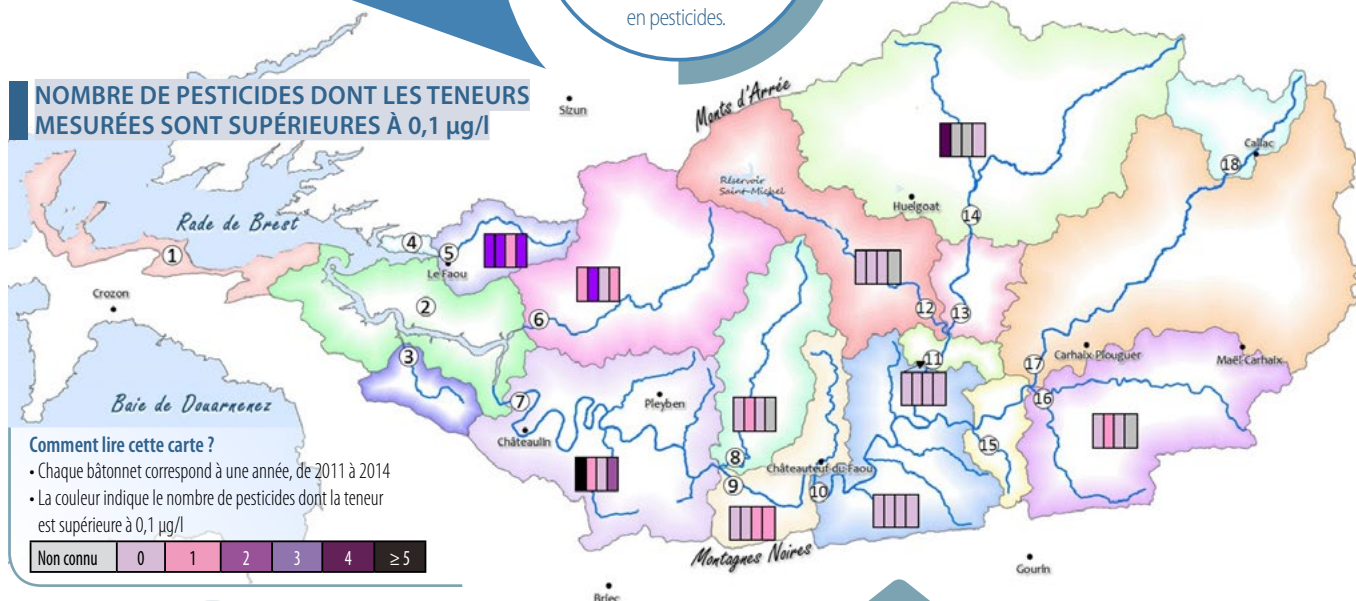 en pesticides.
NOMBRE DE PESTICIDES DONT LES TENEURS
MESURÉES SONT SUPÉRIEURES À 0,1 µg/l
Sizun
Monts d'Arrée
Callac
18
Réservoir
Saint-Michel
Huelgoat
14
Rade de Brest
4
5
Le Faou
1
Crozon
2
6
12
13
3
11
17
Carhaix Plouguer
Maël-Carhaix
16
Baie de Douarnenez
7
Pleyben
Châteaulin
15
8
Châteauteuf-du-Faou
9
10
Montagnes Noires
Gourin
Briec
Comment lire cette carte ?
• Chaque bâtonnet correspond à une année, de 2011 à 2014
• La couleur indique le nombre de pesticides dont la teneur
est supérieure à 0,1 µg/l
Non connu 0 1 2 3 4 ≥ 5